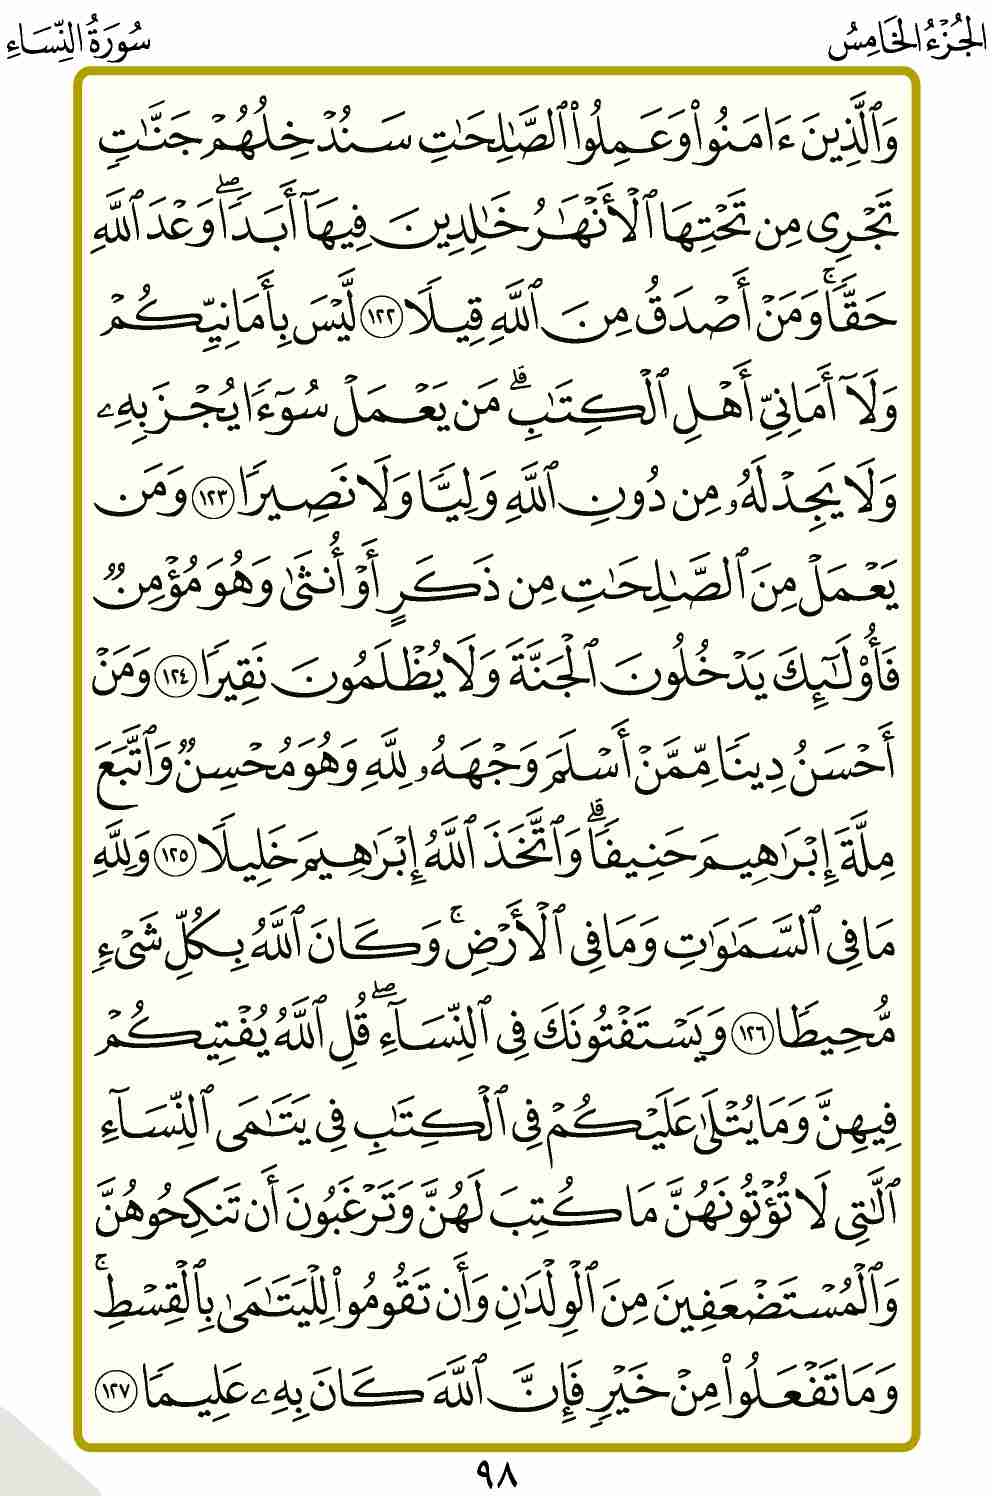 الجُزْءُ الخَامِسُ
سُورَةُ النِّسَاءِ
وَٱلَّذِينَ ءَامَنُواْ وَعَمِلُواْ ٱلصَّٰلِحَٰتِ سَنُدۡخِلُهُمۡ جَنَّٰتٖ
تَجۡرِي مِن تَحۡتِهَا ٱلۡأَنۡهَٰرُ خَٰلِدِينَ فِيهَآ أَبَدٗاۖ وَعۡدَ ٱللَّهِ
حَقّٗاۚ وَمَنۡ أَصۡدَقُ مِنَ ٱللَّهِ قِيلٗا ١٢٢ لَّيۡسَ بِأَمَانِيِّكُمۡ
وَلَآ أَمَانِيِّ أَهۡلِ ٱلۡكِتَٰبِۗ مَن يَعۡمَلۡ سُوٓءٗا يُجۡزَ بِهِۦ
وَلَا يَجِدۡ لَهُۥ مِن دُونِ ٱللَّهِ وَلِيّٗا وَلَا نَصِيرٗا ١٢٣ وَمَن
يَعۡمَلۡ مِنَ ٱلصَّٰلِحَٰتِ مِن ذَكَرٍ أَوۡ أُنثَىٰ وَهُوَ مُؤۡمِنٞ
فَأُوْلَٰٓئِكَ يَدۡخُلُونَ ٱلۡجَنَّةَ وَلَا يُظۡلَمُونَ نَقِيرٗا ١٢٤ وَمَنۡ
أَحۡسَنُ دِينٗا مِّمَّنۡ أَسۡلَمَ وَجۡهَهُۥ لِلَّهِ وَهُوَ مُحۡسِنٞ وَٱتَّبَعَ
مِلَّةَ إِبۡرَٰهِيمَ حَنِيفٗاۗ وَٱتَّخَذَ ٱللَّهُ إِبۡرَٰهِيمَ خَلِيلٗا ١٢٥ وَلِلَّهِ
مَا فِي ٱلسَّمَٰوَٰتِ وَمَا فِي ٱلۡأَرۡضِۚ وَكَانَ ٱللَّهُ بِكُلِّ شَيۡءٖ
مُّحِيطٗا ١٢٦ وَيَسۡتَفۡتُونَكَ فِي ٱلنِّسَآءِۖ قُلِ ٱللَّهُ يُفۡتِيكُمۡ
فِيهِنَّ وَمَا يُتۡلَىٰ عَلَيۡكُمۡ فِي ٱلۡكِتَٰبِ فِي يَتَٰمَى ٱلنِّسَآءِ
ٱلَّٰتِي لَا تُؤۡتُونَهُنَّ مَا كُتِبَ لَهُنَّ وَتَرۡغَبُونَ أَن تَنكِحُوهُنَّ
وَٱلۡمُسۡتَضۡعَفِينَ مِنَ ٱلۡوِلۡدَٰنِ وَأَن تَقُومُواْ لِلۡيَتَٰمَىٰ بِٱلۡقِسۡطِۚ
وَمَا تَفۡعَلُواْ مِنۡ خَيۡرٖ فَإِنَّ ٱللَّهَ كَانَ بِهِۦ عَلِيمٗا ١٢٧
٩٨